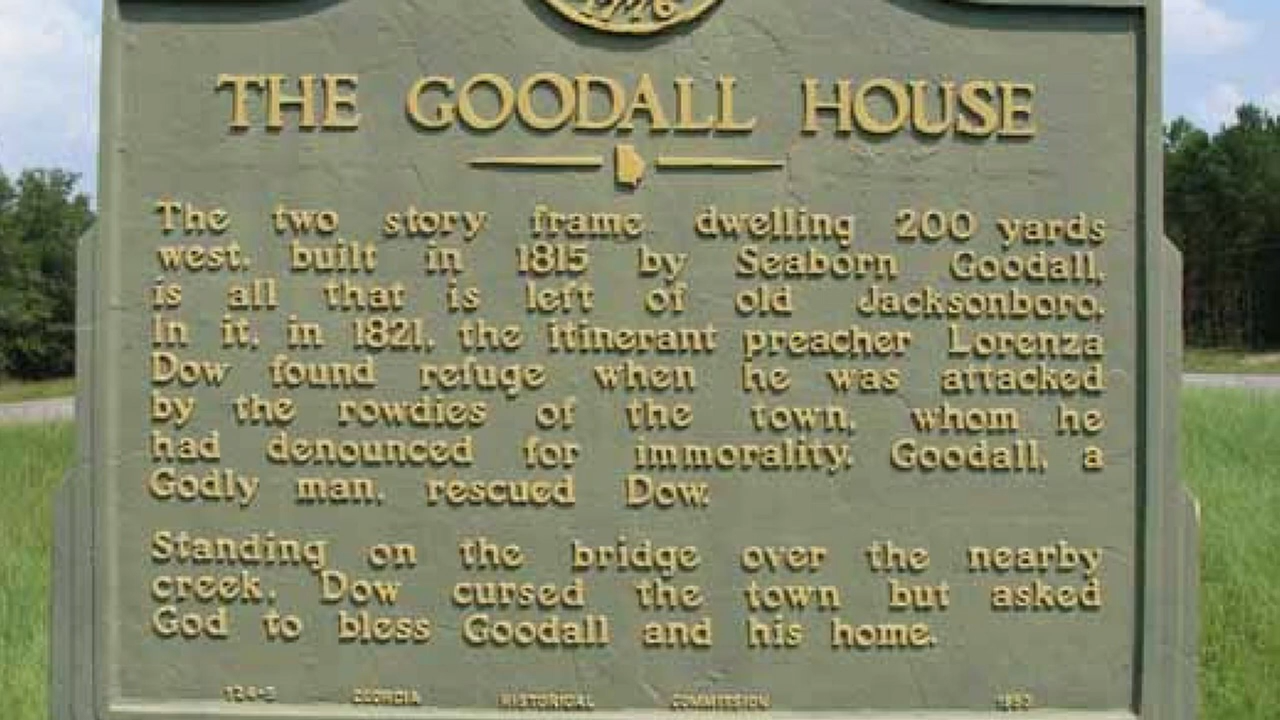 1776
THE GOODALL HOUSE
The two story frame dwelling 200 yards
west, built in 1815 by Seaborn Goodall,
is all that is left of old Jacksonboro.
In it, in 1821, the itinerant preacher Lorenza
Dow found refuge when he was attacked
by the rowdies of the town, whom he
had denounced for immorality. Goodall, a
Godly man, rescued Dow.
Standing on the bridge over the nearby
creek, Dow cursed the town but asked
God to bless Goodall and his home.
GEORGIA HISTORICAL COMMISSION